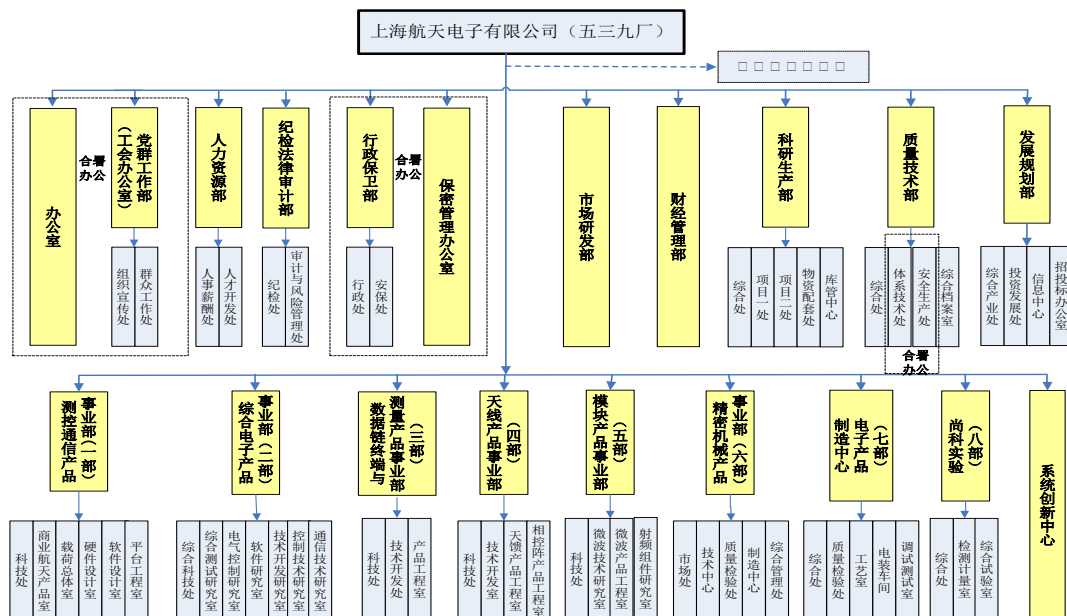 上海航天电子有限公司（五三九厂）
办公室
合署
办公
党群工作部
（工会办公室）
人力资源部
纪检法律审计部
行政保卫部
合署
办公
保密管理办公室
市场研发部
财经管理部
科研生产部
质量技术部
发展规划部
组织宣传处
群众工作处
人事薪酬处
人才开发处
纪检处
审计与风险管理处
行政处
安保处
综合处
项目一处
项目二处
物资配套处
库管中心
综合处
体系技术处
安全生产处
综合档案室
合署
办公
综合产业处
投资发展处
信息中心
招投标办公室
测控通信产品
事业部（一部）
综合电子产品
事业部（二部）
数据链终端与
测量产品事业部
（三部）
天线产品事业部
（四部）
模块产品事业部
（五部）
精密机械产品
事业部（六部）
制造中心
电子产品
（七部）
尚科实验
（八部）
系统创新中心
科技处
商业航天产品室
载荷总体室
硬件设计室
软件设计室
平台工程室
综合科技处
综合测试研究室
电气控制研究室
软件研究室
技术开发研究室
控制技术研究室
通信技术研究室
科技处
技术开发处
产品工程室
科技处
技术开发室
天馈产品工程室
相控阵产品工程室
科技处
微波技术研究室
微波产品工程室
射频组件研究室
市场处
技术中心
质量检验处
制造中心
综合管理处
综合处
质量检验处
工艺室
电装车间
调试测试室
综合处
检测计量室
综合试验室